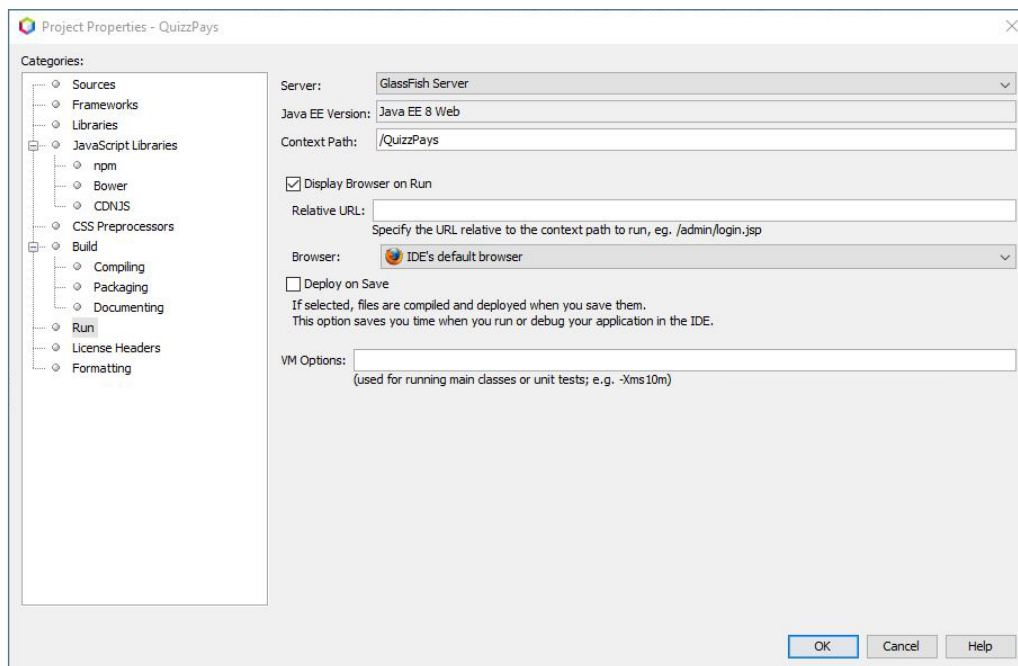 Project Properties - QuizzPays
Categories:
Sources
Frameworks
Libraries
JavaScript Libraries
npm
Bower
CDNJS
CSS Preprocessors
Build
Compiling
Packaging
Documenting
Run
License Headers
Formatting
Server: GlassFish Server
Java EE Version: Java EE 8 Web
Context Path: /QuizzPays
Display Browser on Run
Relative URL:
Specify the URL relative to the context path to run, eg. /admin/login.jsp
Browser: IDE's default browser
Deploy on Save
If selected, files are compiled and deployed when you save them.
This option saves you time when you run or debug your application in the IDE.
VM Options:
(used for running main classes or unit tests; e.g. -Xms10m)
OK Cancel Help